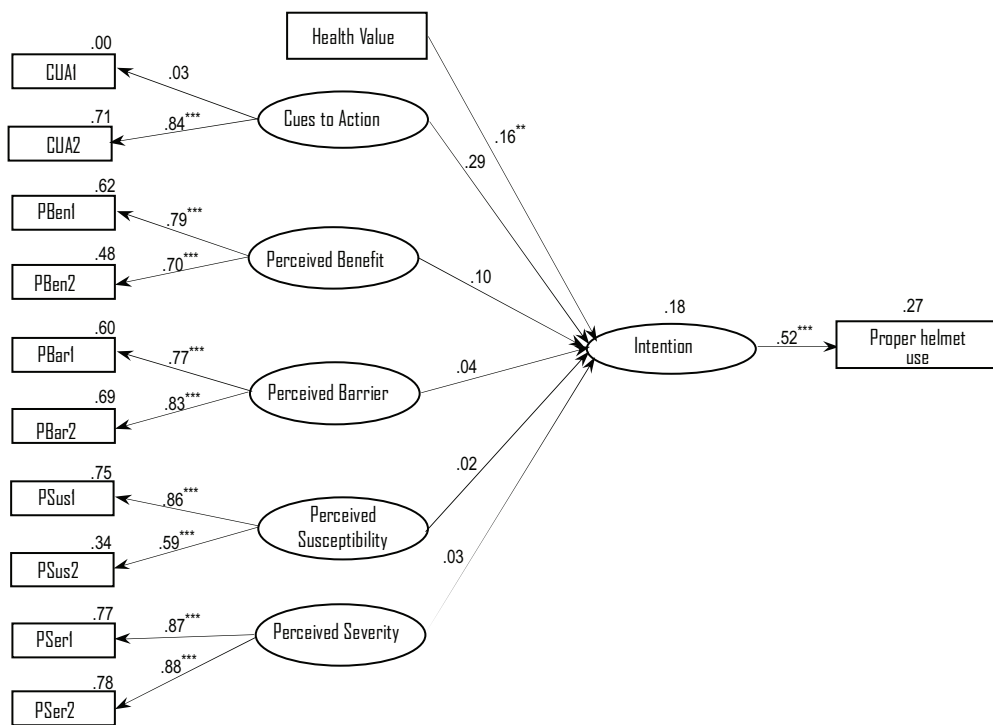 Health Value
.00
CUA1
.03
Cues to Action
.71
CUA2
.84***
.16**
.29
.62
PBen1
.79***
Perceived Benefit
.48
PBen2
.70***
.10
.18
Intention
.52***
.27
Proper helmet
use
.60
PBar1
.77***
Perceived Barrier
.04
.69
PBar2
.83***
.75
PSus1
.86***
Perceived
Susceptibility
.02
.34
PSus2
.59***
.03
.77
PSer1
.87***
Perceived Severity
.88***
.78
PSer2